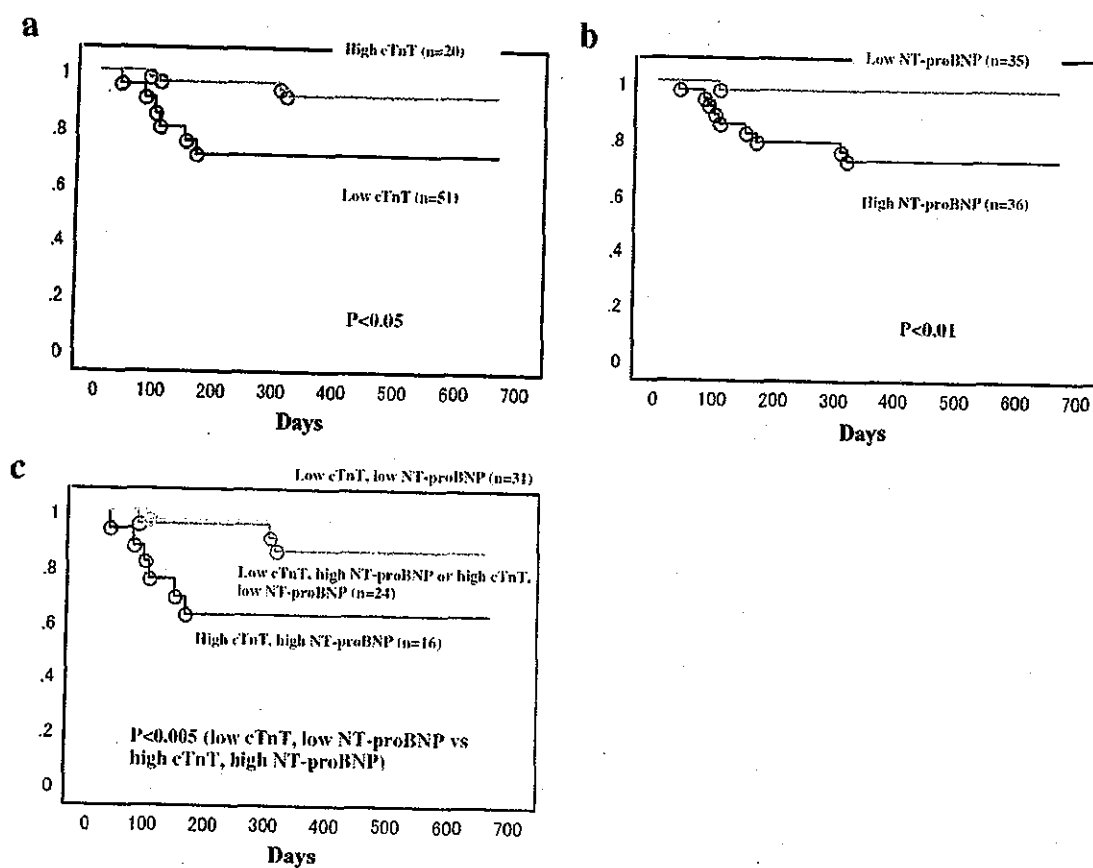 a
High cTnT (n=20)
1
.8
.6
.4
.2
0
Low cTnT (n=51)
P<0.05
0 100 200 300 400 500 600 700
Days
b
Low NT-proBNP (n=35)
1
.8
.6
.4
.2
0
High NT-proBNP (n=36)
P<0.01
0 100 200 300 400 500 600 700
Days
c
Low cTnT, low NT-proBNP (n=31)
1
.8
.6
.4
.2
0
Low cTnT, high NT-proBNP or high cTnT,
low NT-proBNP (n=24)
High cTnT, high NT-proBNP (n=16)
P<0.005 (low cTnT, low NT-proBNP vs
high cTnT, high NT-proBNP)
0 100 200 300 400 500 600 700
Days